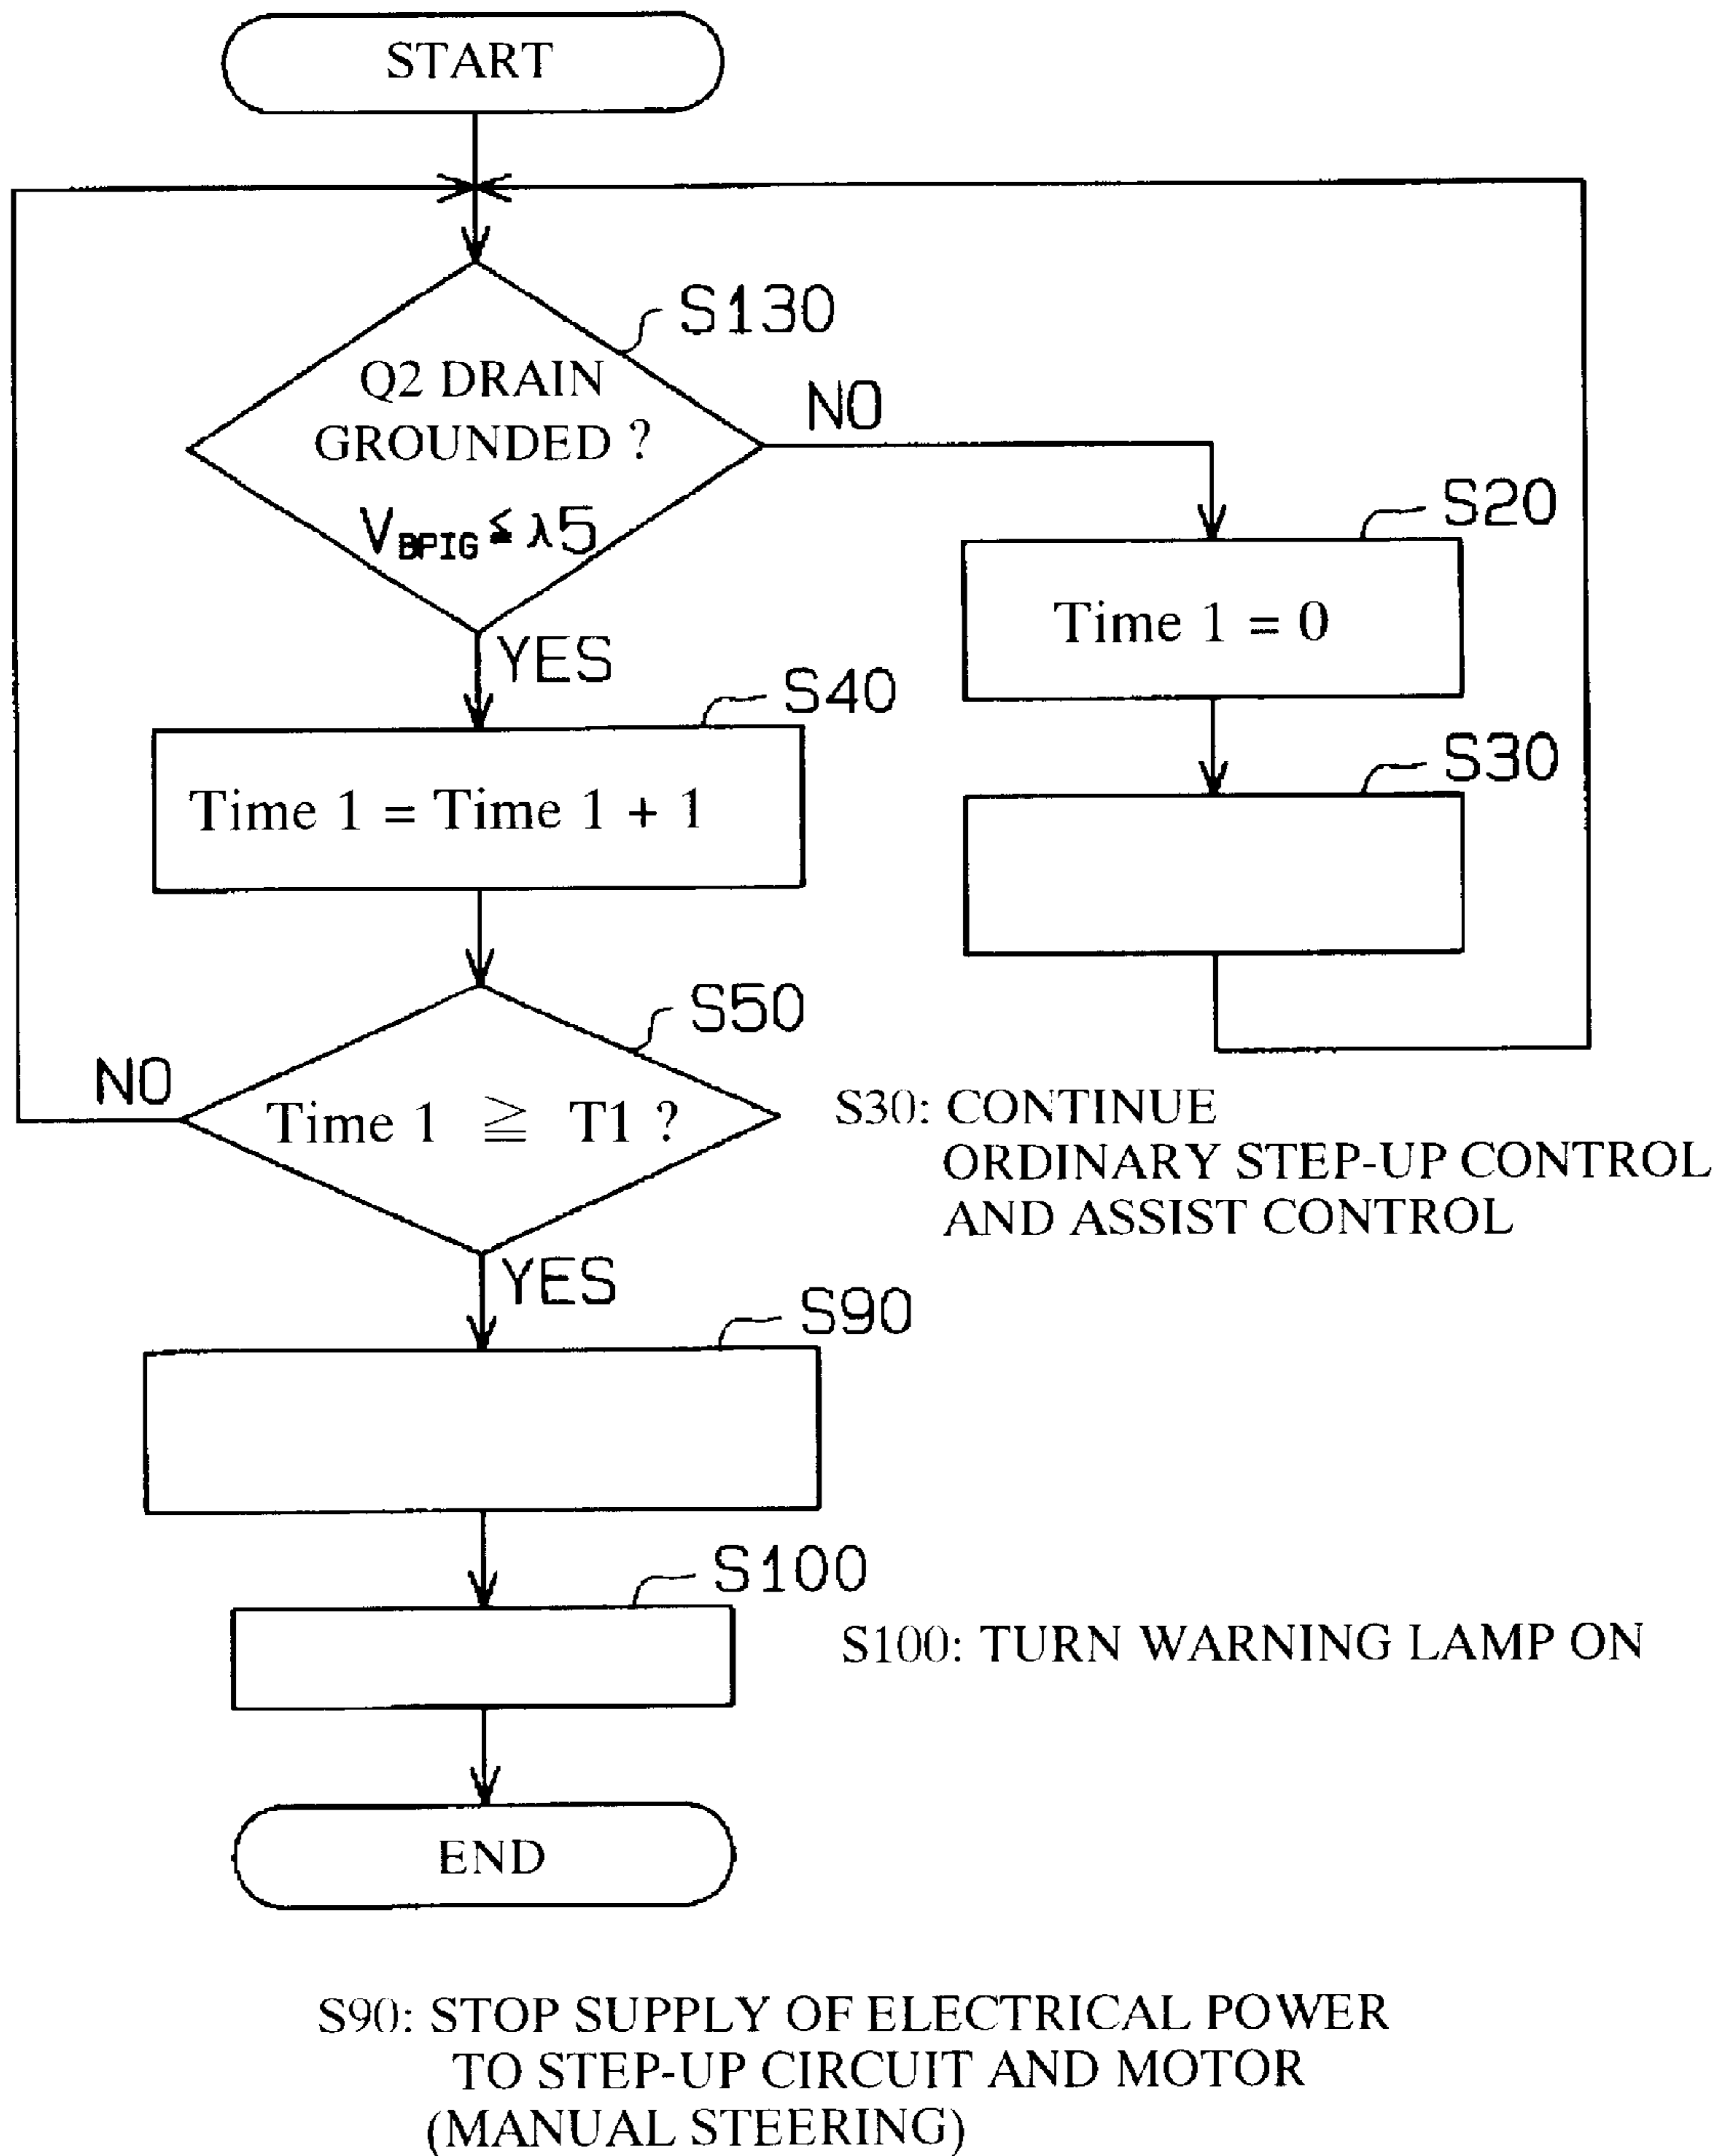 START
S130
Q2 DRAIN
GROUNDED ?
V BPIG ≦ λ5
NO
S20
Time 1 = 0
YES
S40
Time 1 = Time 1 + 1
S30
S50
NO
Time 1 ≧ T1 ?
S30: CONTINUE
ORDINARY STEP-UP CONTROL
AND ASSIST CONTROL
YES
S90
S100
S100: TURN WARNING LAMP ON
END
S90: STOP SUPPLY OF ELECTRICAL POWER
TO STEP-UP CIRCUIT AND MOTOR
(MANUAL STEERING)